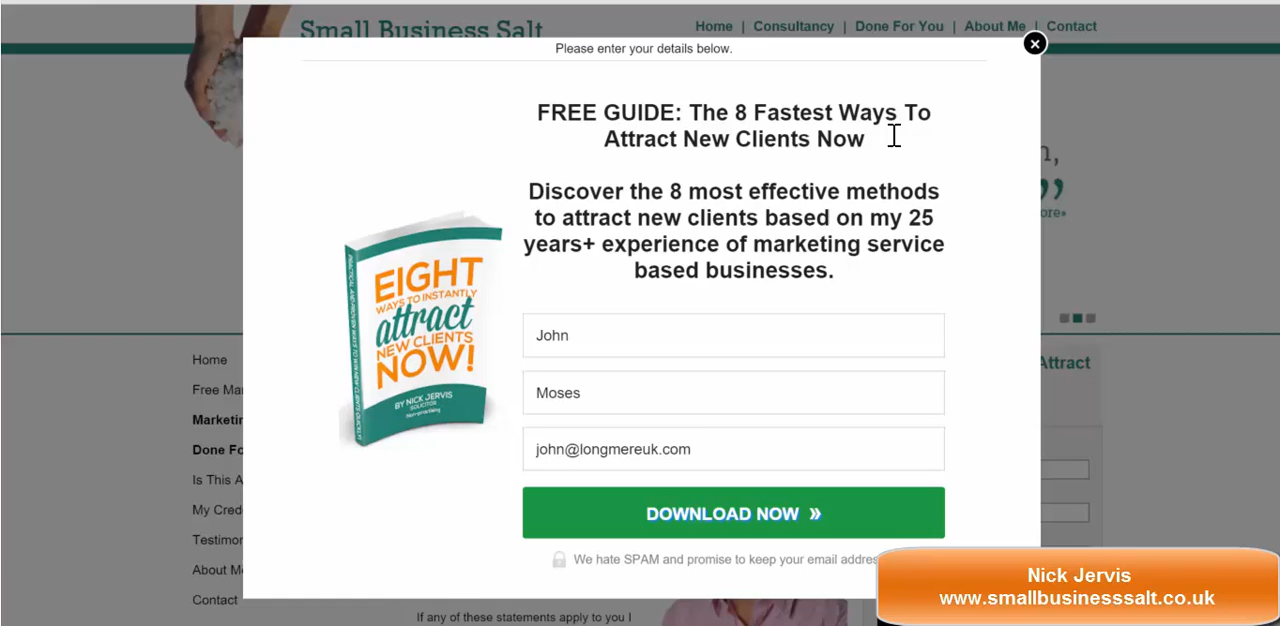 Small Business Salt
Home | Consultancy | Done For You | About Me | Contact
Please enter your details below.
FREE GUIDE: The 8 Fastest Ways To
Attract New Clients Now
Discover the 8 most effective methods
to attract new clients based on my 25
years+ experience of marketing service
based businesses.
EIGHT
WAYS TO INSTANTLY
attract
NEW CLIENTS
NOW!
BY NICK JERVIS
SOLICITOR
John
Moses
john@longmereuk.com
DOWNLOAD NOW »
We hate SPAM and promise to keep your email addres
Home
Free Mar
Marketin
Done Fo
Is This A
My Cred
Testimon
About Me
Contact
Attract
If any of these statements apply to you I
Nick Jervis
www.smallbusinesssalt.co.uk